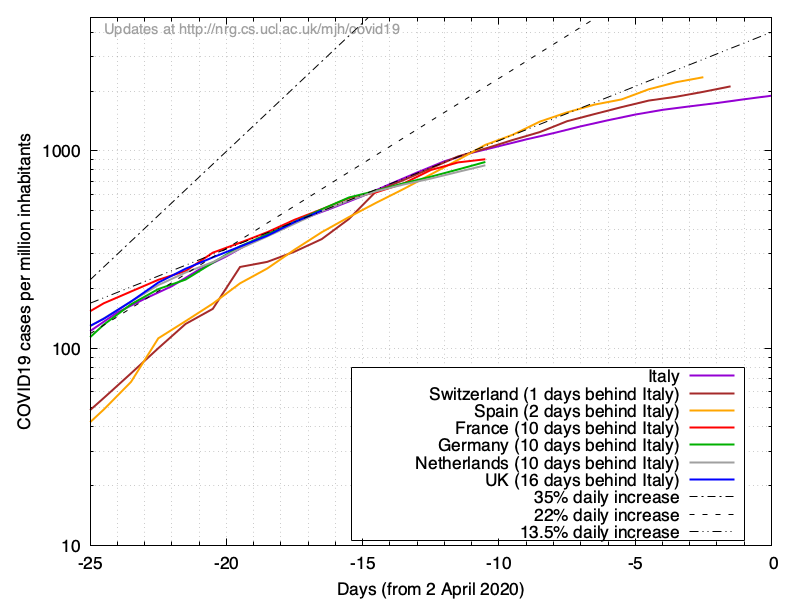 Updates at http://nrg.cs.ucl.ac.uk/mjh/covid19
COVID19 cases per million inhabitants
1000
100
10
Italy
Switzerland (1 days behind Italy)
Spain (2 days behind Italy)
France (10 days behind Italy)
Germany (10 days behind Italy)
Netherlands (10 days behind Italy)
UK (16 days behind Italy)
35% daily increase
22% daily increase
13.5% daily increase
-25 -20 -15 -10 -5 0
Days (from 2 April 2020)